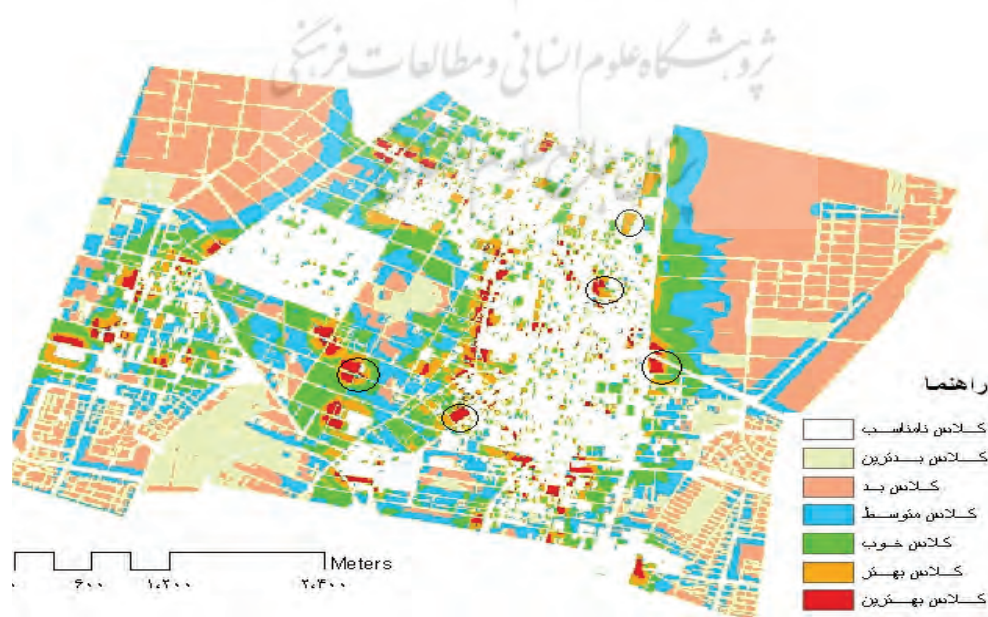 پژوهشگاه علوم انسانی و مطالعات فرهنگی
راهنما
کلاس نامناسب
کلاس بدترین
کلاس بد
کلاس متوسط
کلاس خوب
کلاس بهتر
کلاس بهترین
Meters
۰ ۶۰۰ ۱،۲۰۰ ۲،۴۰۰